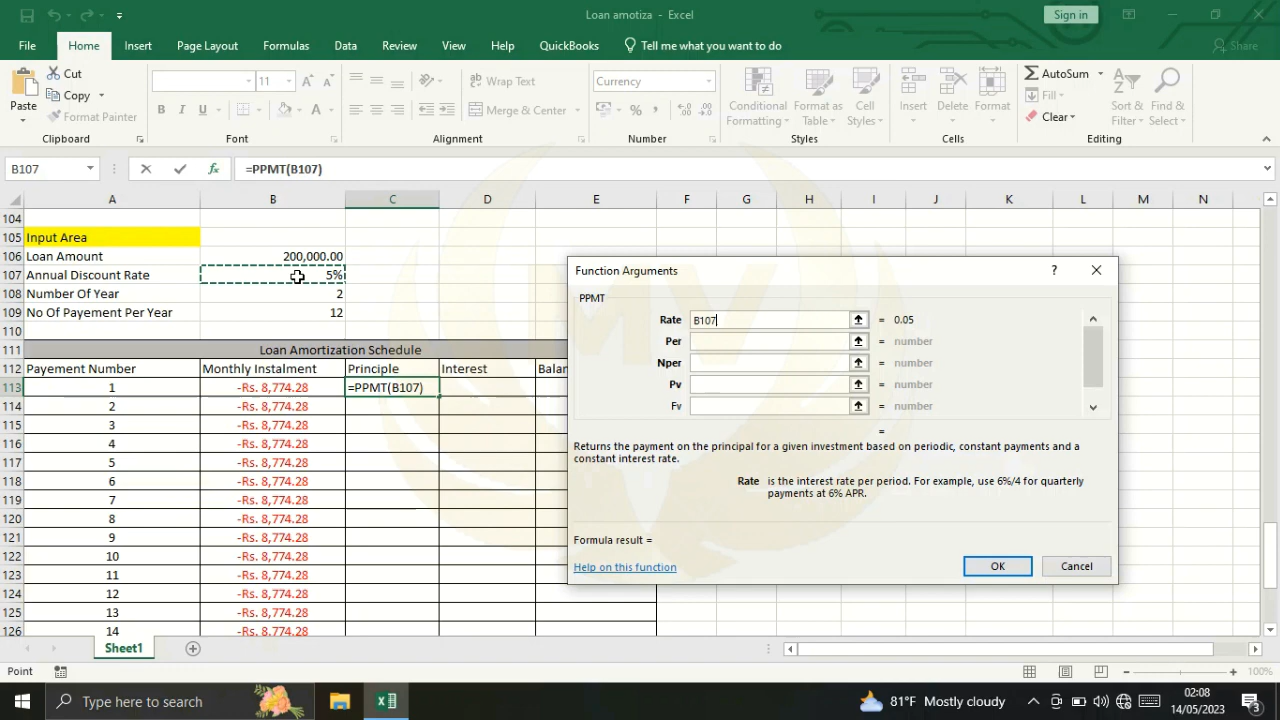 Loan amotiza - Excel
Sign in
File Home Insert Page Layout Formulas Data Review View Help QuickBooks Tell me what you want to do Share
Cut
Copy
Format Painter
Paste
11
Wrap Text
Merge & Center
Currency
Conditional Formatting
Format as Table
Cell Styles
Insert Delete Format
AutoSum
Fill
Clear
Sort & Filter
Find & Select
Clipboard Font Alignment Number Styles Cells Editing
B107 =PPMT(B107)
A B C D E F G H I J K L M N
104
105 Input Area
106 Loan Amount 200,000.00
107 Annual Discount Rate 5%
108 Number Of Year 2
109 No Of Payement Per Year 12
110
111 Loan Amortization Schedule
112 Payement Number Monthly Instalment Principle Interest Balan
113 1 -Rs. 8,774.28 =PPMT(B107)
114 2 -Rs. 8,774.28
115 3 -Rs. 8,774.28
116 4 -Rs. 8,774.28
117 5 -Rs. 8,774.28
118 6 -Rs. 8,774.28
119 7 -Rs. 8,774.28
120 8 -Rs. 8,774.28
121 9 -Rs. 8,774.28
122 10 -Rs. 8,774.28
123 11 -Rs. 8,774.28
124 12 -Rs. 8,774.28
125 13 -Rs. 8,774.28
126 14 -Rs. 8,774.28
Function Arguments
PPMT
Rate B107 = 0.05
Per = number
Nper = number
Pv = number
Fv = number
=
Returns the payment on the principal for a given investment based on periodic, constant payments and a
constant interest rate.
Rate is the interest rate per period. For example, use 6%/4 for quarterly
payments at 6% APR.
Formula result =
Help on this function
OK Cancel
Sheet1
Point
100%
Type here to search
81°F Mostly cloudy
02:08
14/05/2023
3